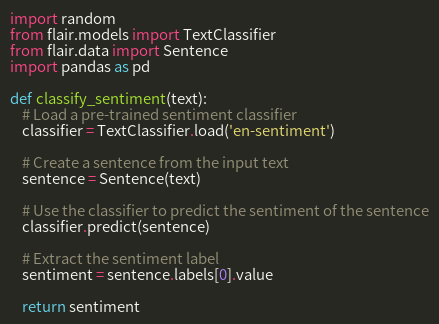 import random
from flair.models import TextClassifier
from flair.data import Sentence
import pandas as pd

def classify_sentiment(text):
    # Load a pre-trained sentiment classifier
    classifier = TextClassifier.load('en-sentiment')

    # Create a sentence from the input text
    sentence = Sentence(text)

    # Use the classifier to predict the sentiment of the sentence
    classifier.predict(sentence)

    # Extract the sentiment label
    sentiment = sentence.labels[0].value

    return sentiment